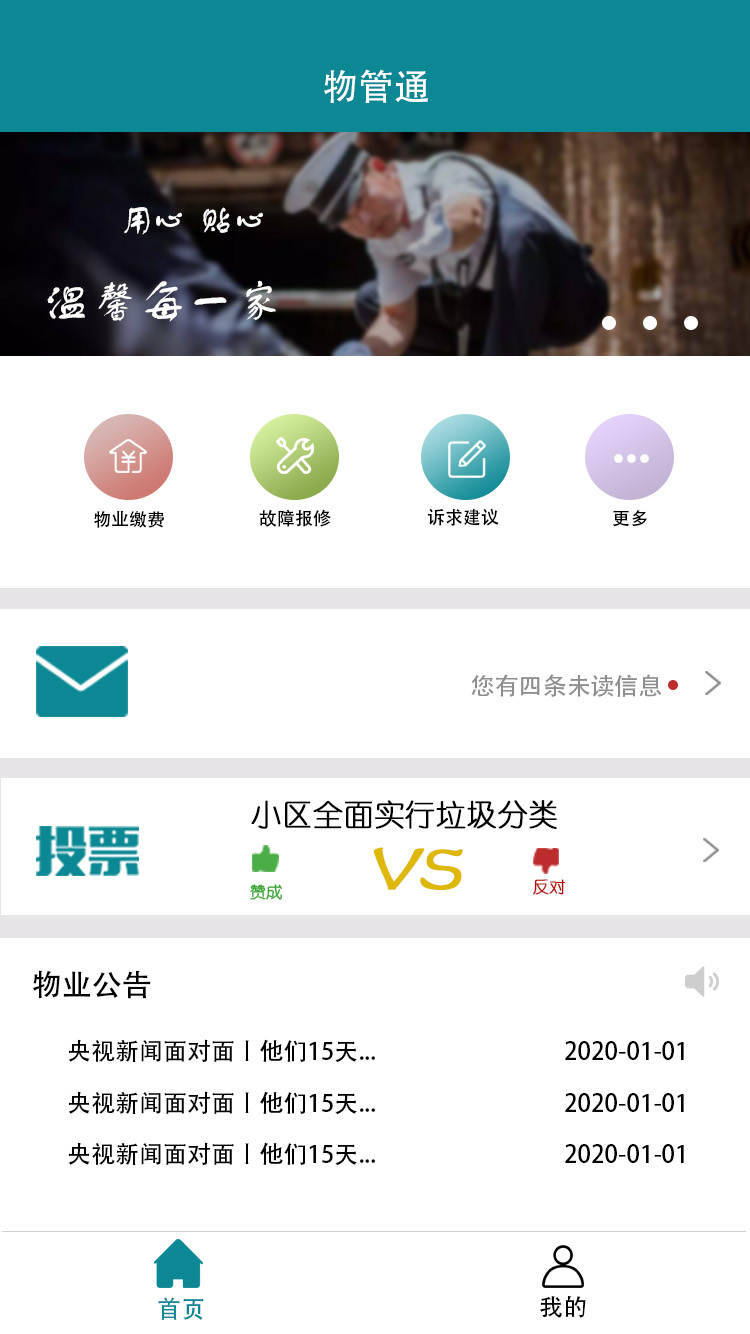 物管通
用心 贴心
温馨每一家
物业缴费
故障报修
诉求建议
更多
您有四条未读信息
投票
小区全面实行垃圾分类
赞成
VS
反对
物业公告
央视新闻面对面丨他们15天... 2020-01-01
央视新闻面对面丨他们15天... 2020-01-01
央视新闻面对面丨他们15天... 2020-01-01
首页
我的